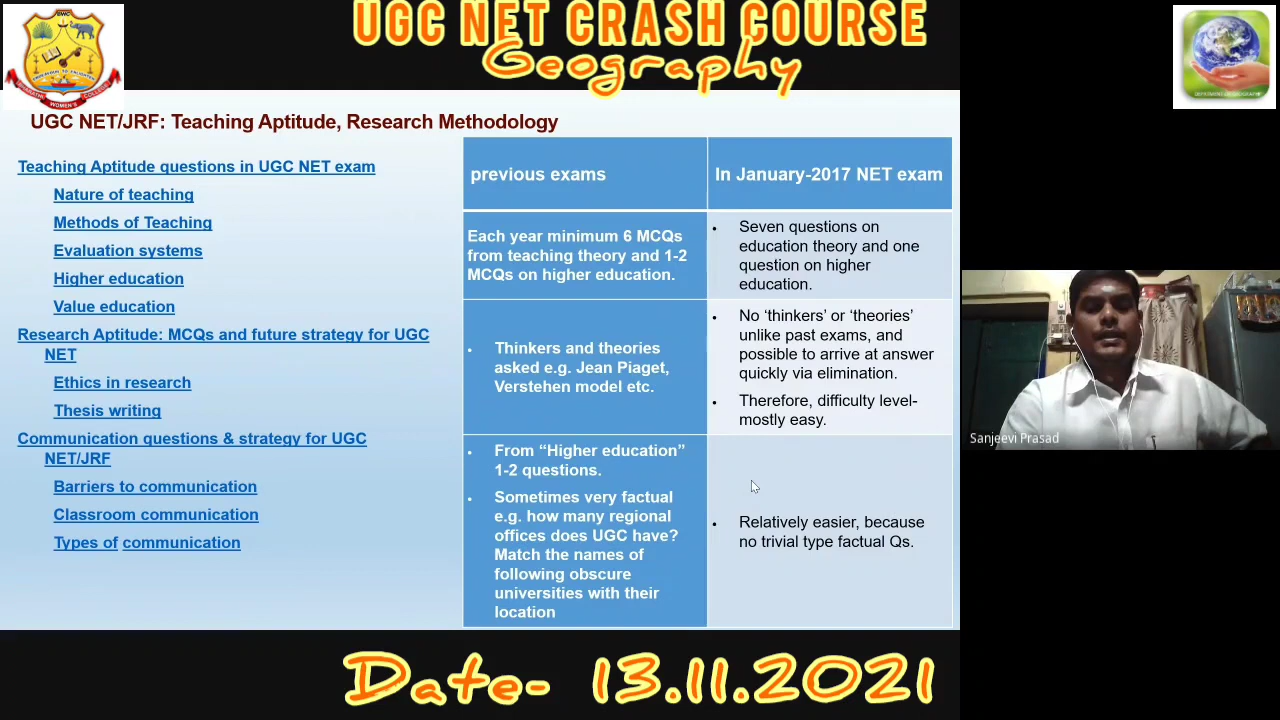 UGC NET CRASH COURSE
Geography
WOMEN'S
UGC NET/JRF: Teaching Aptitude, Research Methodology
Teaching Aptitude questions in UGC NET exam
Nature of teaching
Methods of Teaching
Evaluation systems
Higher education
Value education
Research Aptitude: MCQs and future strategy for UGC
NET
Ethics in research
Thesis writing
Communication questions & strategy for UGC
NET/JRF
Barriers to communication
Classroom communication
Types of communication
previous exams
In January-2017 NET exam
Each year minimum 6 MCQs
from teaching theory and 1-2
MCQs on higher education.
• Seven questions on
education theory and one
question on higher
education.
• Thinkers and theories
asked e.g. Jean Piaget,
Verstehen model etc.
• No ‘thinkers’ or ‘theories’
unlike past exams, and
possible to arrive at answer
quickly via elimination.
• Therefore, difficulty level-
mostly easy.
• From “Higher education”
1-2 questions.
• Sometimes very factual
e.g. how many regional
offices does UGC have?
Match the names of
following obscure
universities with their
location
• Relatively easier, because
no trivial type factual Qs.
Sanjeevi Prasad
Date- 13.11.2021